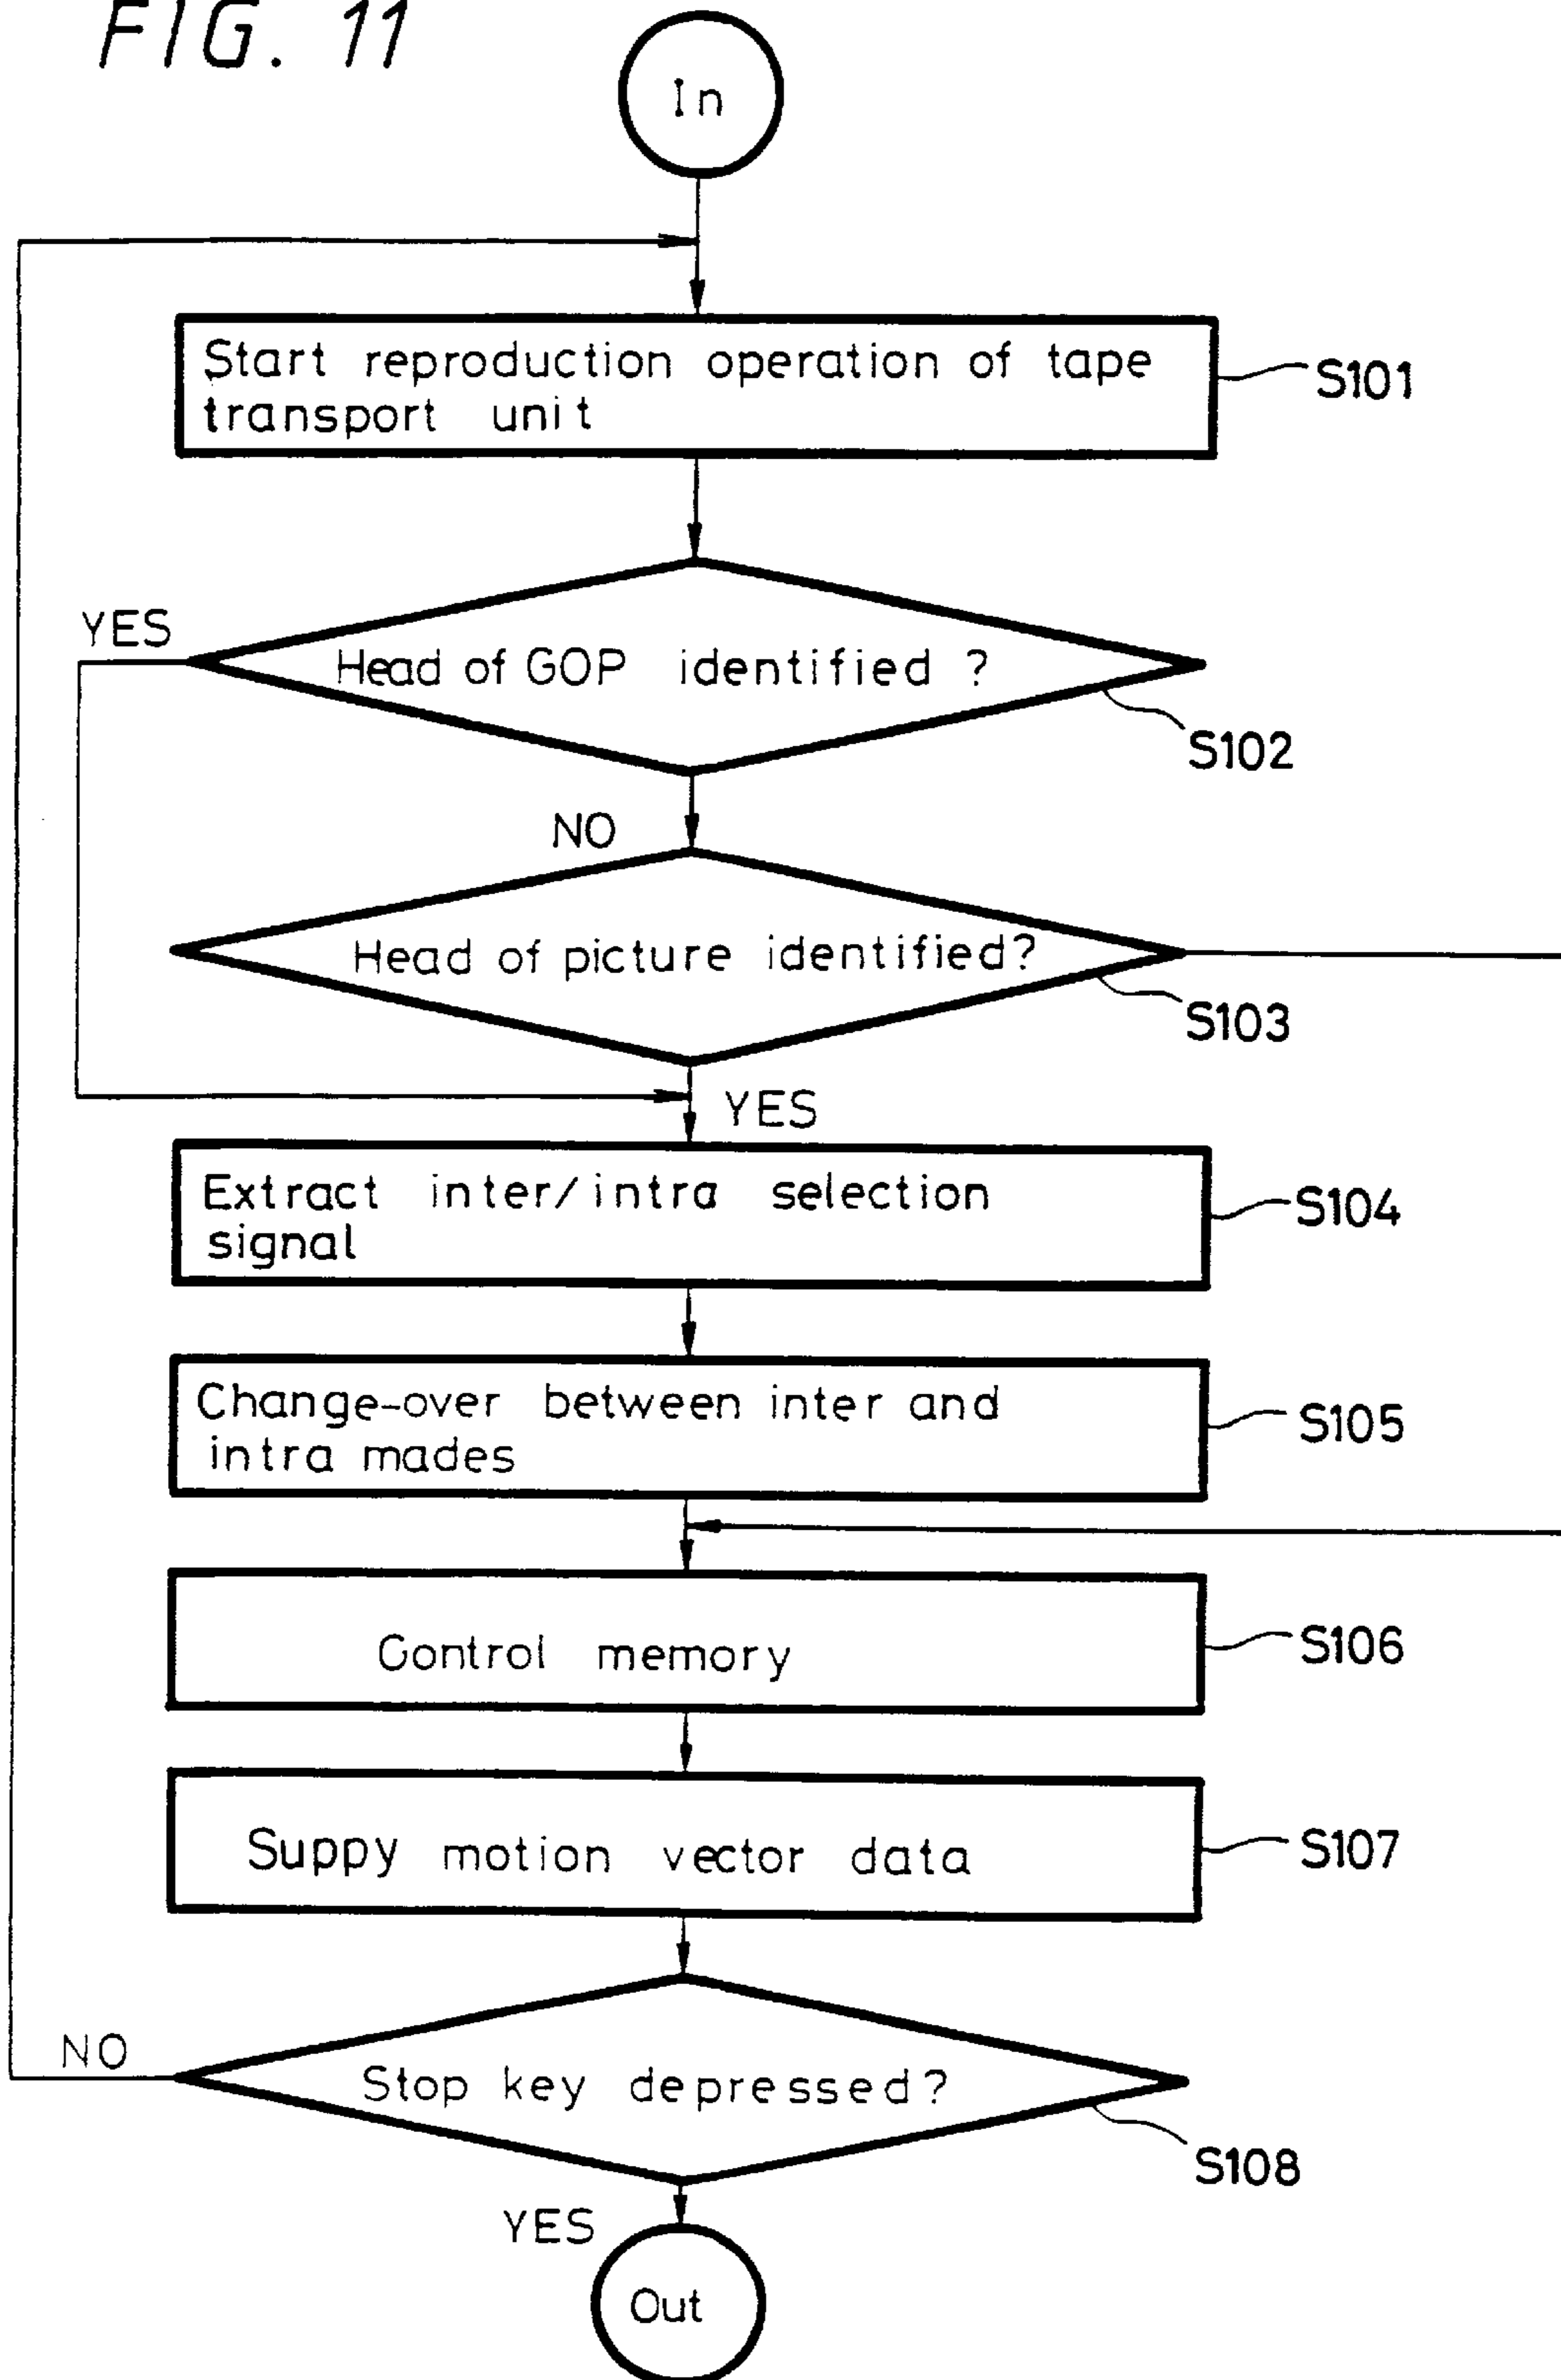 FIG. 11
In
Start reproduction operation of tape
transport unit
S101
YES
Head of GOP identified ?
S102
NO
Head of picture identified?
S103
YES
Extract inter/intra selection
signal
S104
Change-over between inter and
intra mades
S105
Control memory
S106
Suppy motion vector data
S107
NO
Stop key depressed?
S108
YES
Out